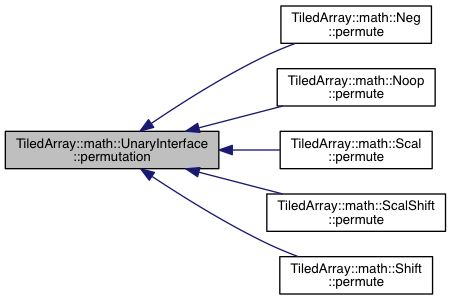 TiledArray::math::Neg
::permute
TiledArray::math::Noop
::permute
TiledArray::math::UnaryInterface
::permutation
TiledArray::math::Scal
::permute
TiledArray::math::ScalShift
::permute
TiledArray::math::Shift
::permute